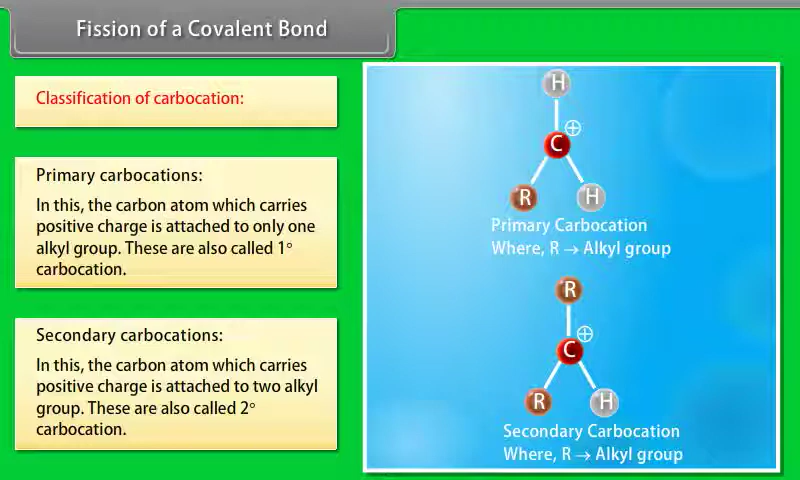 Fission of a Covalent Bond
Classification of carbocation:
Primary carbocations:
In this, the carbon atom which carries
positive charge is attached to only one
alkyl group. These are also called 1°
carbocation.
Secondary carbocations:
In this, the carbon atom which carries
positive charge is attached to two alkyl
group. These are also called 2°
carbocation.
H
C ⊕
R H
Primary Carbocation
Where, R → Alkyl group
R
C ⊕
R H
Secondary Carbocation
Where, R → Alkyl group